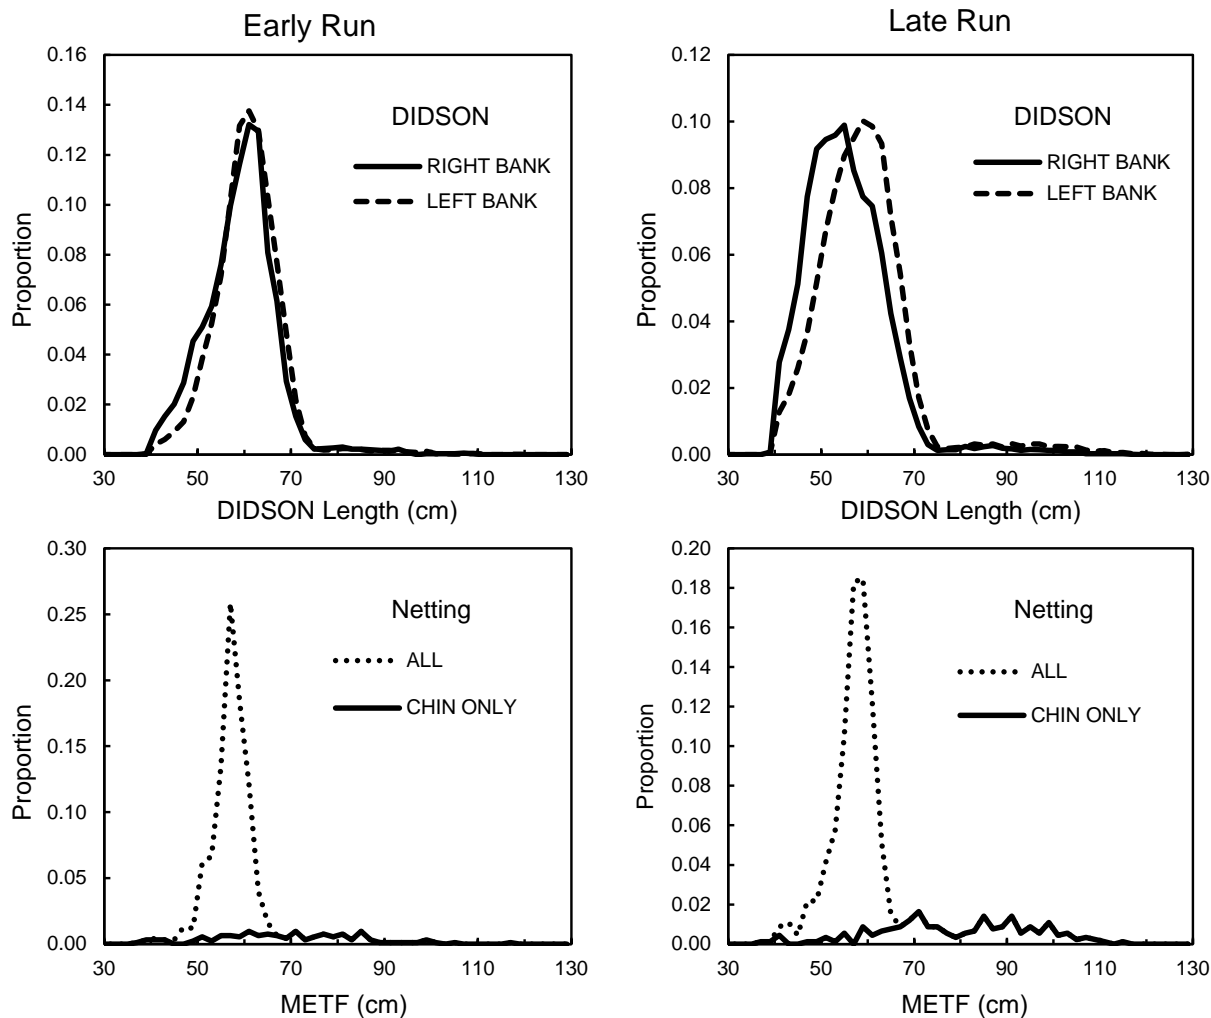 Early Run
0.16
0.14
0.12
0.10
0.08
0.06
0.04
0.02
0.00
Proportion
DIDSON
RIGHT BANK
LEFT BANK
30 50 70 90 110 130
DIDSON Length (cm)
Late Run
0.12
0.10
0.08
0.06
0.04
0.02
0.00
Proportion
DIDSON
RIGHT BANK
LEFT BANK
30 50 70 90 110 130
DIDSON Length (cm)
0.30
0.25
0.20
0.15
0.10
0.05
0.00
Proportion
Netting
ALL
CHIN ONLY
30 50 70 90 110 130
METF (cm)
0.20
0.18
0.16
0.14
0.12
0.10
0.08
0.06
0.04
0.02
0.00
Proportion
Netting
ALL
CHIN ONLY
30 50 70 90 110 130
METF (cm)